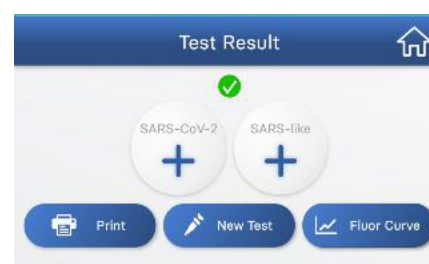 Test Result
SARS-CoV-2 SARS-like
+ +
Print New Test Fluor Curve